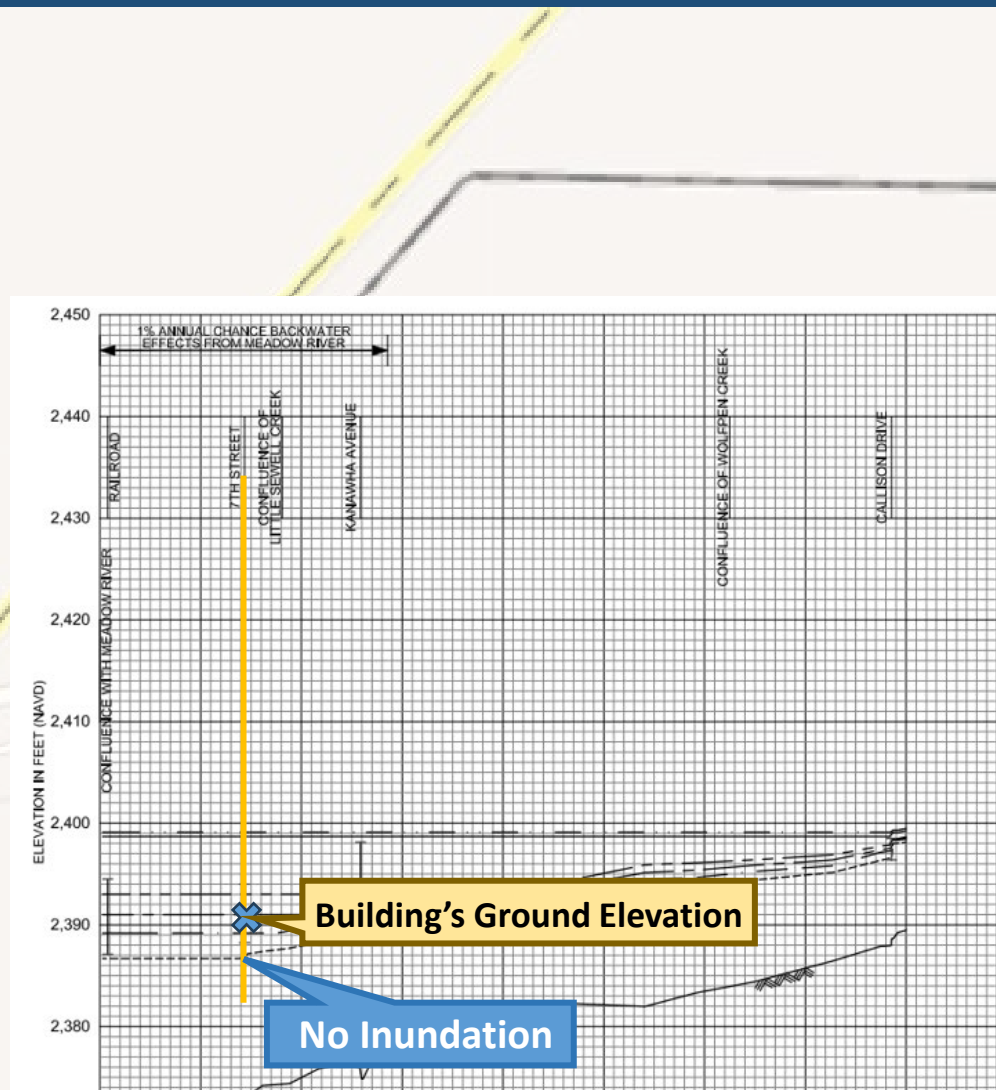 2,450
1% ANNUAL CHANCE BACKWATER
EFFECTS FROM MEADOW RIVER
2,440
RAILROAD
7TH STREET
CONFLUENCE OF
LITTLE SEWELL CREEK
KANAWHA AVENUE
CONFLUENCE OF WOLFPEN CREEK
CALLISON DRIVE
2,430
CONFLUENCE WITH MEADOW RIVER
2,420
ELEVATION IN FEET (NAVD)
2,410
2,400
2,390
Building's Ground Elevation
No Inundation
2,380